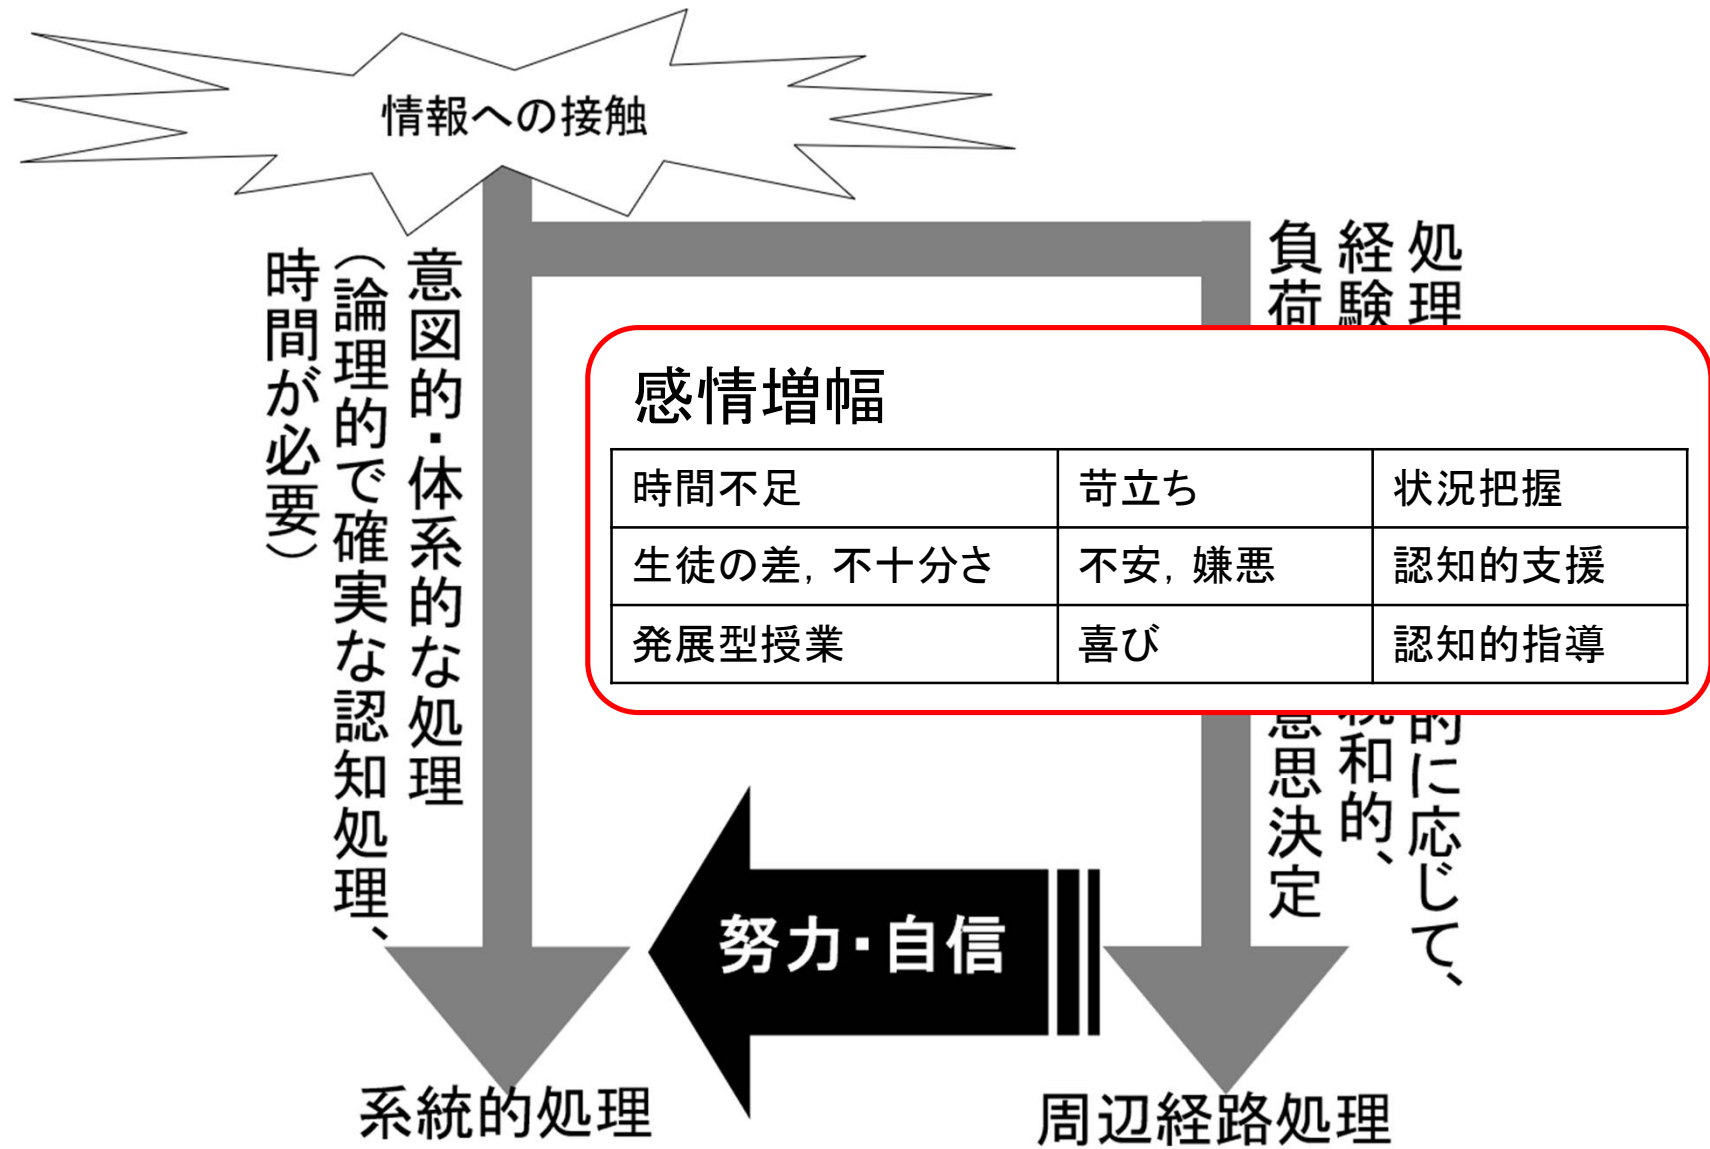 情報への接触
意図的・体系的な処理
（論理的で確実な認知処理、
時間が必要）
処理
的に応じて、
経験
和的、
負荷
意思決定
感情増幅
時間不足 苛立ち 状況把握
生徒の差，不十分さ 不安，嫌悪 認知的支援
発展型授業 喜び 認知的指導
努力・自信
系統的処理
周辺経路処理